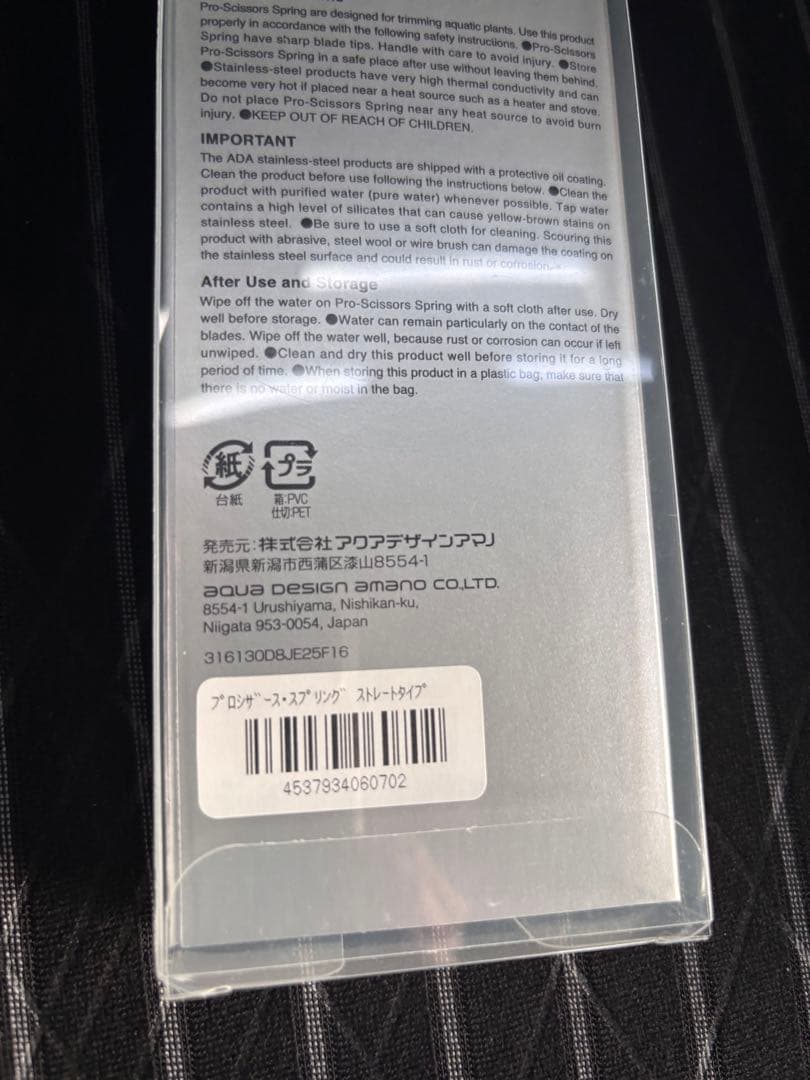 Pro-Scissors Spring are designed for trimming aquatic plants. Use this product
properly in accordance with the following safety instructiions. ●Pro-Scissors
Spring have sharp blade tips. Handle with care to avoid injury. ●Store
Pro-Scissors Spring in a safe place after use without leaving them behind.
●Stainless-steel products have very high thermal conductivity and can
become very hot if placed near a heat source such as a heater and stove.
Do not place Pro-Scissors Spring near any heat source to avoid burn
injury. ●KEEP OUT OF REACH OF CHILDREN.
IMPORTANT
The ADA stainless-steel products are shipped with a protective oil coating.
Clean the product before use following the instructions below. ●Clean the
product with purified water (pure water) whenever possible. Tap water
contains a high level of silicates that can cause yellow-brown stains on
stainless steel. ●Be sure to use a soft cloth for cleaning. Scouring this
product with abrasive, steel wool or wire brush can damage the coating on
the stainless steel surface and could result in rust or corrosion.
After Use and Storage
Wipe off the water on Pro-Scissors Spring with a soft cloth after use. Dry
well before storage. ●Water can remain particularly on the contact of the
blades. Wipe off the water well, because rust or corrosion can occur if left
unwiped. ●Clean and dry this product well before storing it for a long
period of time. ●When storing this product in a plastic bag, make sure that
there is no water or moist in the bag.
紙 プラ
台紙 箱:PVC
仕切:PET
発売元:株式会社アクアデザインアマノ
新潟県新潟市西蒲区漆山8554-1
aqua design amano co.,ltd.
8554-1 Urushiyama, Nishikan-ku,
Niigata 953-0054, Japan
316130D8JE25F16
ﾌﾟﾛｼｻﾞｰｽ･ｽﾌﾟﾘﾝｸﾞ ｽﾄﾚｰﾄﾀｲﾌﾟ
4537934060702